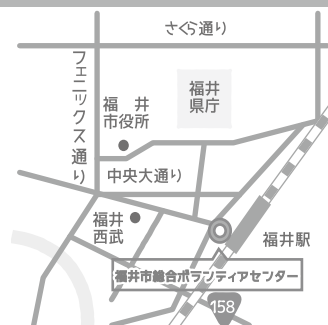 さくら通り
フェニックス通り
福井
県庁
福　井
市役所
中央大通り
福井
西武
福井駅
福井市総合ボランティアセンター
158